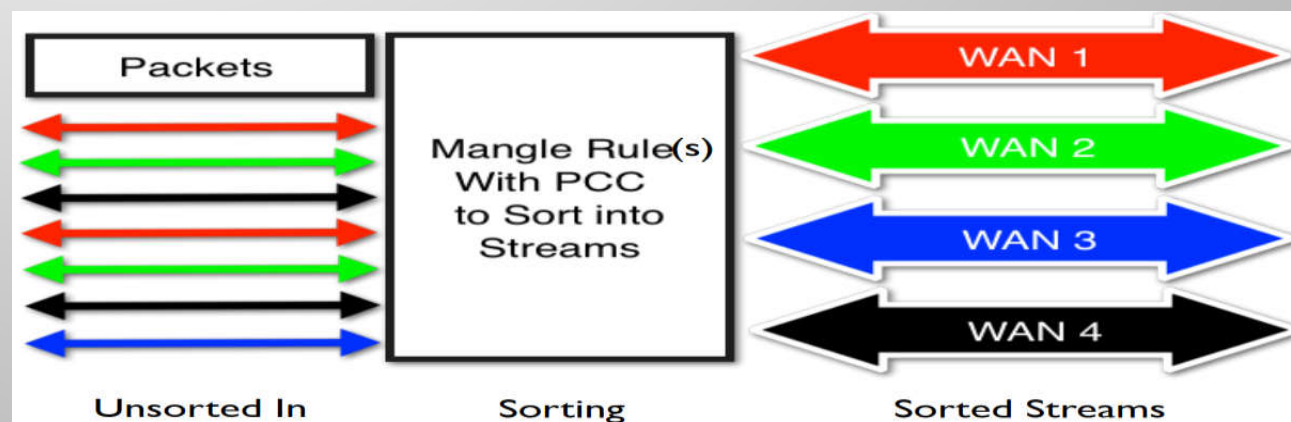 Packets
Mangle Rule(s)
With PCC
to Sort into
Streams
WAN 1
WAN 2
WAN 3
WAN 4
Unsorted In
Sorting
Sorted Streams